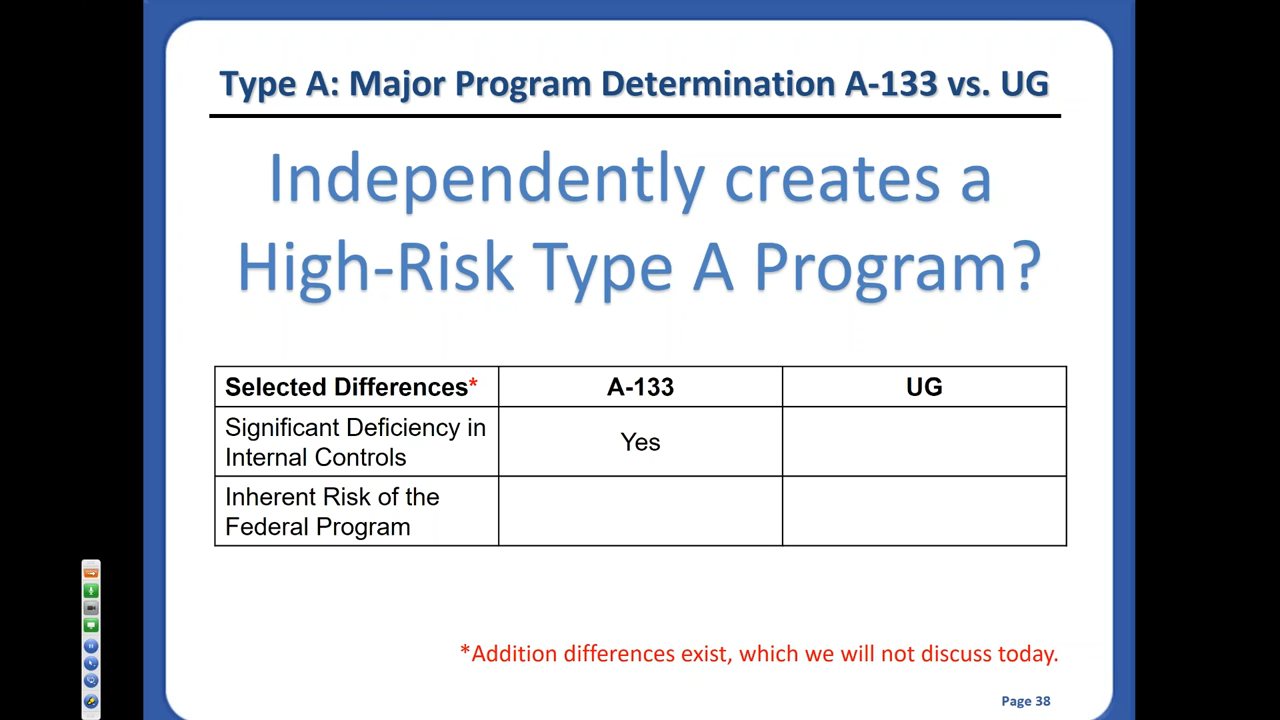 Type A: Major Program Determination A-133 vs. UG
Independently creates a
High-Risk Type A Program?
Selected Differences*
A-133
UG
Significant Deficiency in
Internal Controls
Yes
Inherent Risk of the
Federal Program
*Addition differences exist, which we will not discuss today.
Page 38